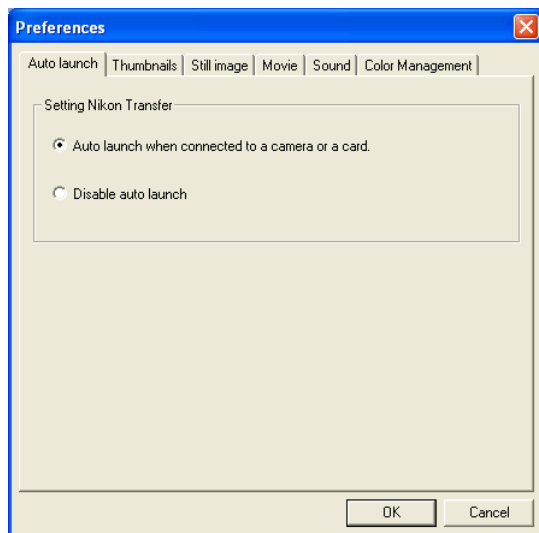 Preferences
Auto launch Thumbnails Still image Movie Sound Color Management
Setting Nikon Transfer
Auto launch when connected to a camera or a card.
Disable auto launch
OK Cancel